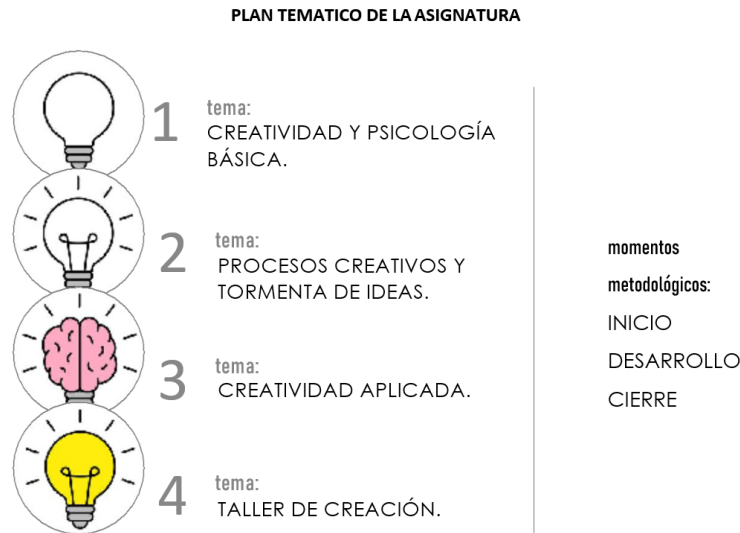 PLAN TEMATICO DE LA ASIGNATURA
1
tema:
CREATIVIDAD Y PSICOLOGÍA
BÁSICA.
2
tema:
PROCESOS CREATIVOS Y
TORMENTA DE IDEAS.
3
tema:
CREATIVIDAD APLICADA.
4
tema:
TALLER DE CREACIÓN.
momentos
metodológicos:
INICIO
DESARROLLO
CIERRE